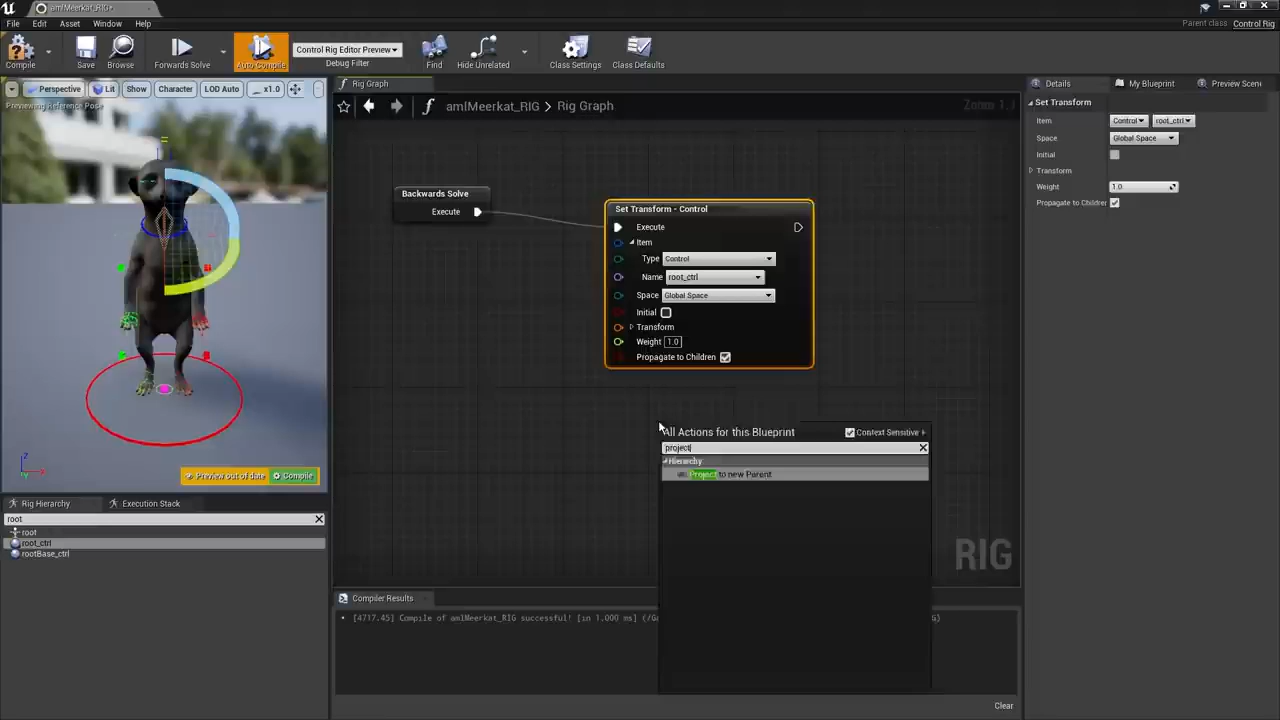 amlMeerkat_RIG*
File Edit Asset Window Help
Parent class: Control Rig
Compile
Save
Browse
Forwards Solve
Auto Compile
Control Rig Editor Preview
Debug Filter
Find
Hide Unrelated
Class Settings
Class Defaults
Perspective
Lit
Show
Character
LOD Auto
x1.0
Previewing Reference Pose
Preview out of date
Compile
Rig Hierarchy
Execution Stack
root
root
root_ctrl
rootBase_ctrl
Rig Graph
amlMeerkat_RIG > Rig Graph
Backwards Solve
Execute
Set Transform - Control
Execute
Item
Type Control
Name root_ctrl
Space Global Space
Initial
Transform
Weight 1.0
Propagate to Children
All Actions for this Blueprint
Context Sensitive
project
Hierarchy
Project to new Parent
RIG
Compiler Results
[4717.45] Compile of amlMeerkat_RIG successful! [in 1.000 ms]
Clear
Details
My Blueprint
Preview Scen
Set Transform
Item Control root_ctrl
Space Global Space
Initial
Transform
Weight 1.0
Propagate to Childrer